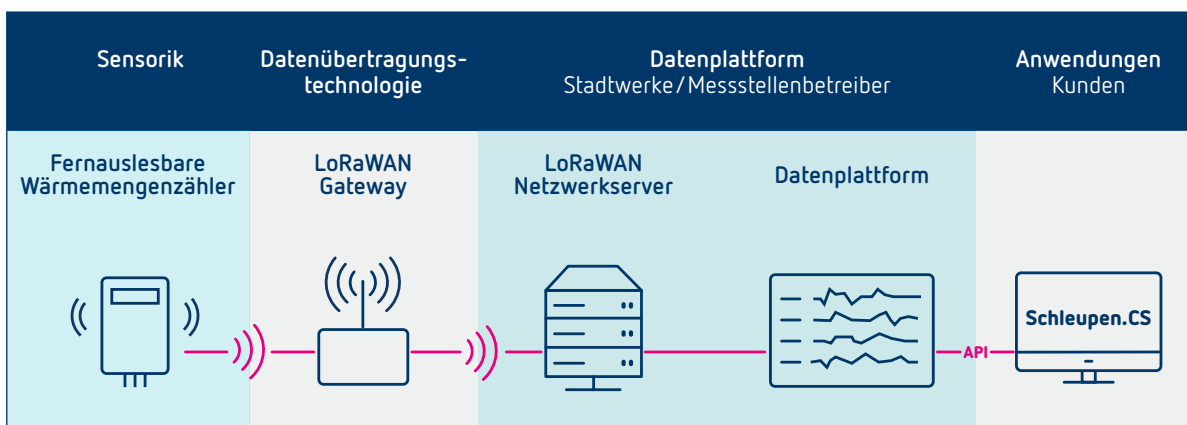 Sensorik
Datenübertragungs-
technologie
Datenplattform
Stadtwerke/Messstellenbetreiber
Anwendungen
Kunden
Fernauslesbare
Wärmemengenzähler
LoRaWAN
Gateway
LoRaWAN
Netzwerkserver
Datenplattform
Schleupen.CS
API